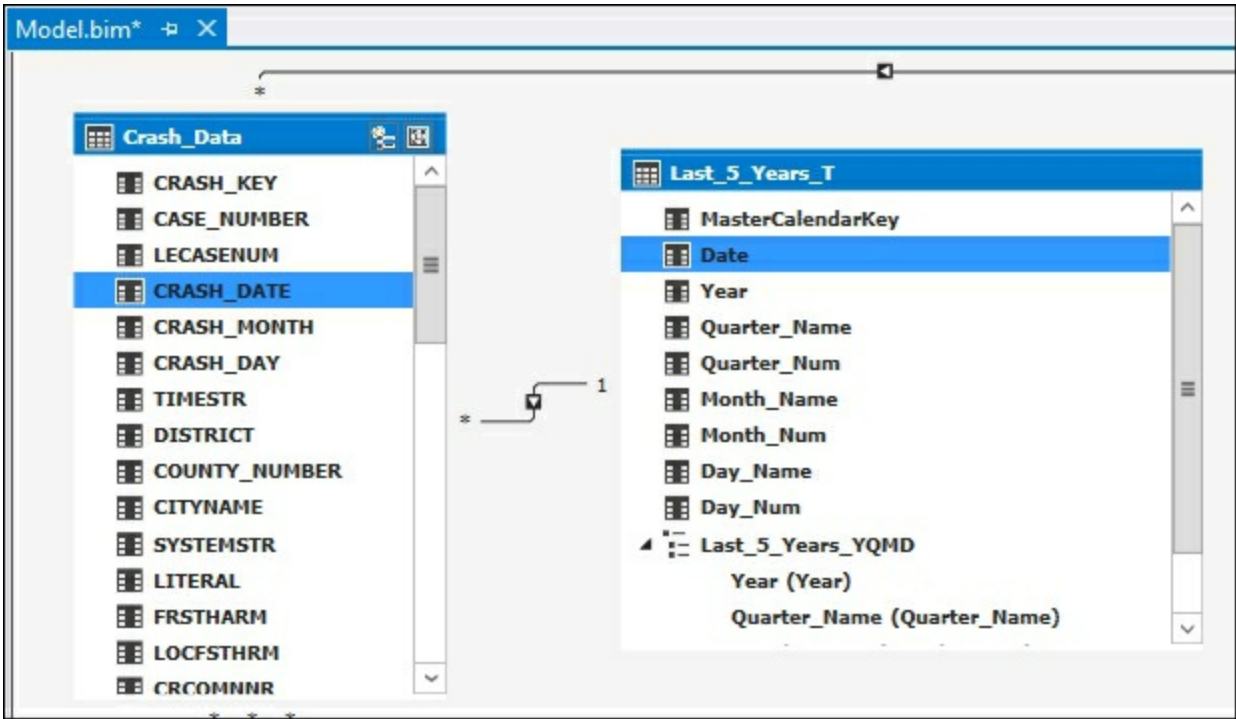 Model.bim*
*
Crash_Data
CRASH_KEY
CASE_NUMBER
LECASENUM
CRASH_DATE
CRASH_MONTH
CRASH_DAY
TIMESTR
DISTRICT
COUNTY_NUMBER
CITYNAME
SYSTEMSTR
LITERAL
FRSTHARM
LOCFSTHRM
CRCOMNNR
* * *
* 1
Last_5_Years_T
MasterCalendarKey
Date
Year
Quarter_Name
Quarter_Num
Month_Name
Month_Num
Day_Name
Day_Num
Last_5_Years_YQMD
Year (Year)
Quarter_Name (Quarter_Name)